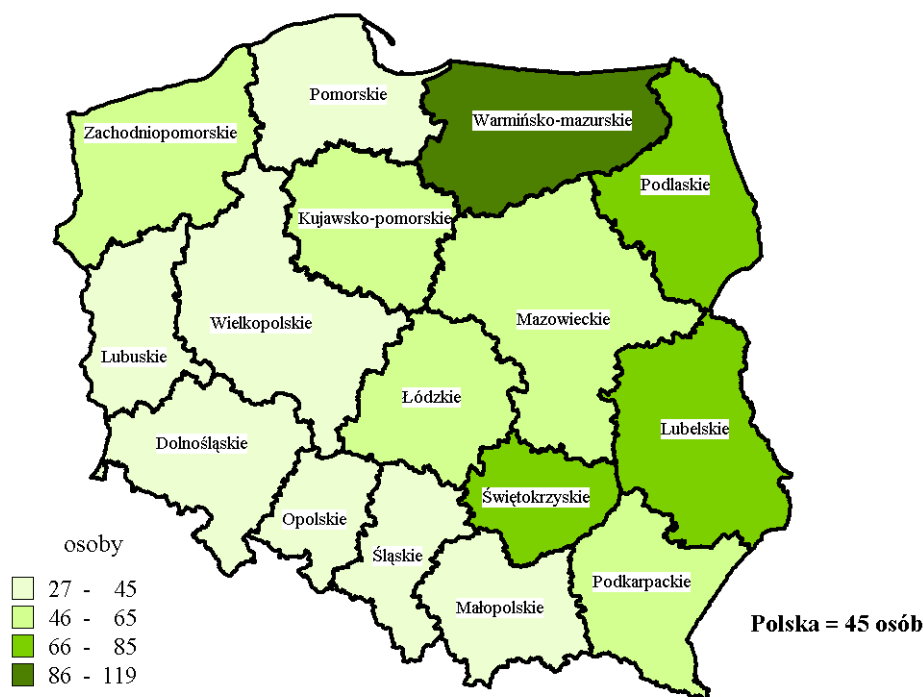 Pomorskie
Warmińsko-mazurskie
Zachodniopomorskie
Podlaskie
Kujawsko-pomorskie
Wielkopolskie
Mazowieckie
Lubuskie
Łódzkie
Lubelskie
Dolnośląskie
Świętokrzyskie
Opolskie
Śląskie
Podkarpackie
Małopolskie
osoby
27 - 45
46 - 65
66 - 85
86 - 119
Polska = 45 osób